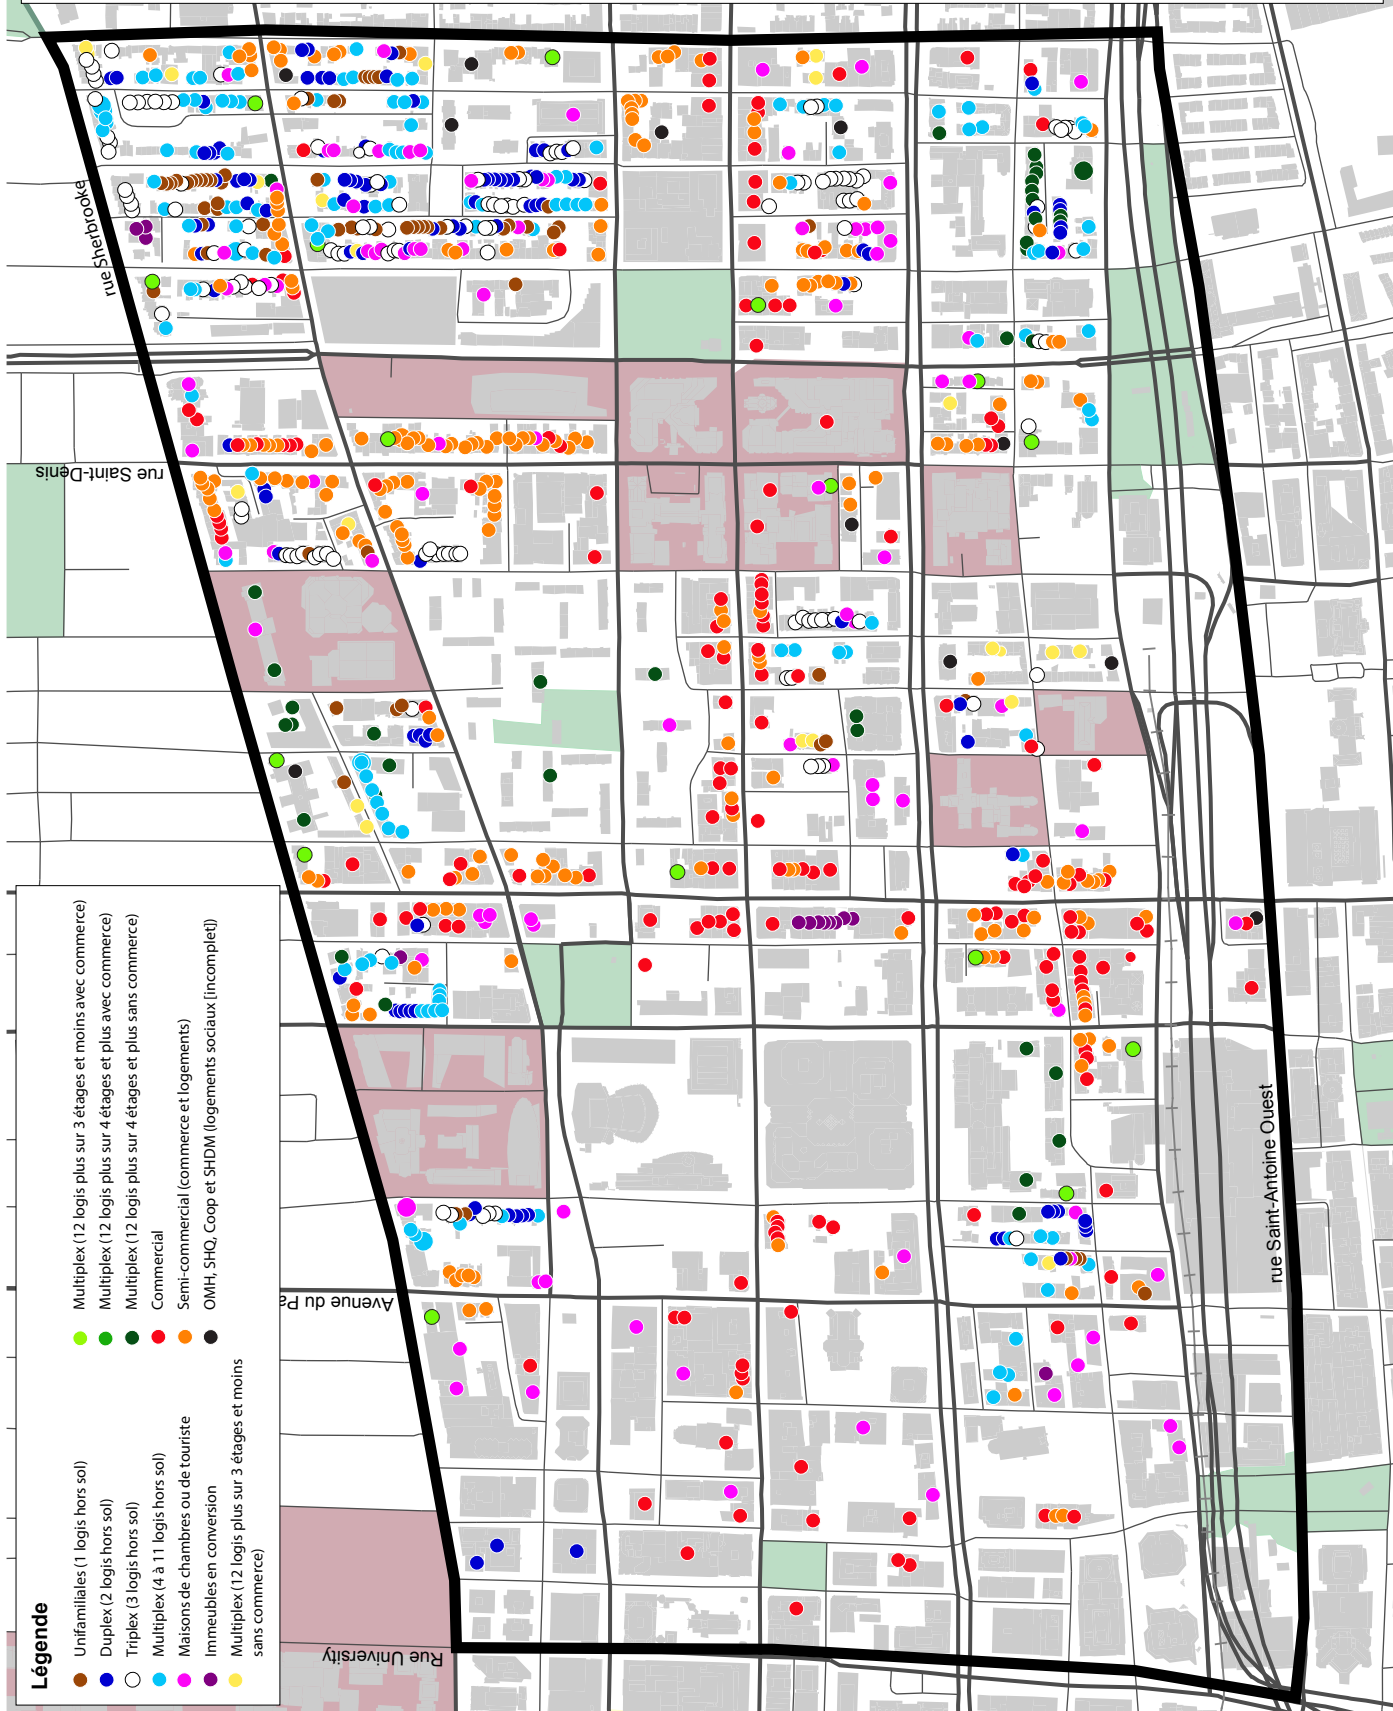 Légende
Unifamiliales (1 logis hors sol)
Duplex (2 logis hors sol)
Triplex (3 logis hors sol)
Multiplex (4 à 11 logis hors sol)
Maisons de chambres ou de touriste
Immeubles en conversion
Multiplex (12 logis plus sur 3 étages et moins
sans commerce)
Multiplex (12 logis plus sur 3 étages et moins avec commerce)
Multiplex (12 logis plus sur 4 étages et plus avec commerce)
Multiplex (12 logis plus sur 4 étages et plus sans commerce)
Commercial
Semi-commercial (commerce et logements)
OMH, SHQ, Coop et SHDM (logements sociaux [incomplet])
rue Sherbrooke
rue Saint-Denis
Avenue du Pa
Rue University
rue Saint-Antoine Ouest